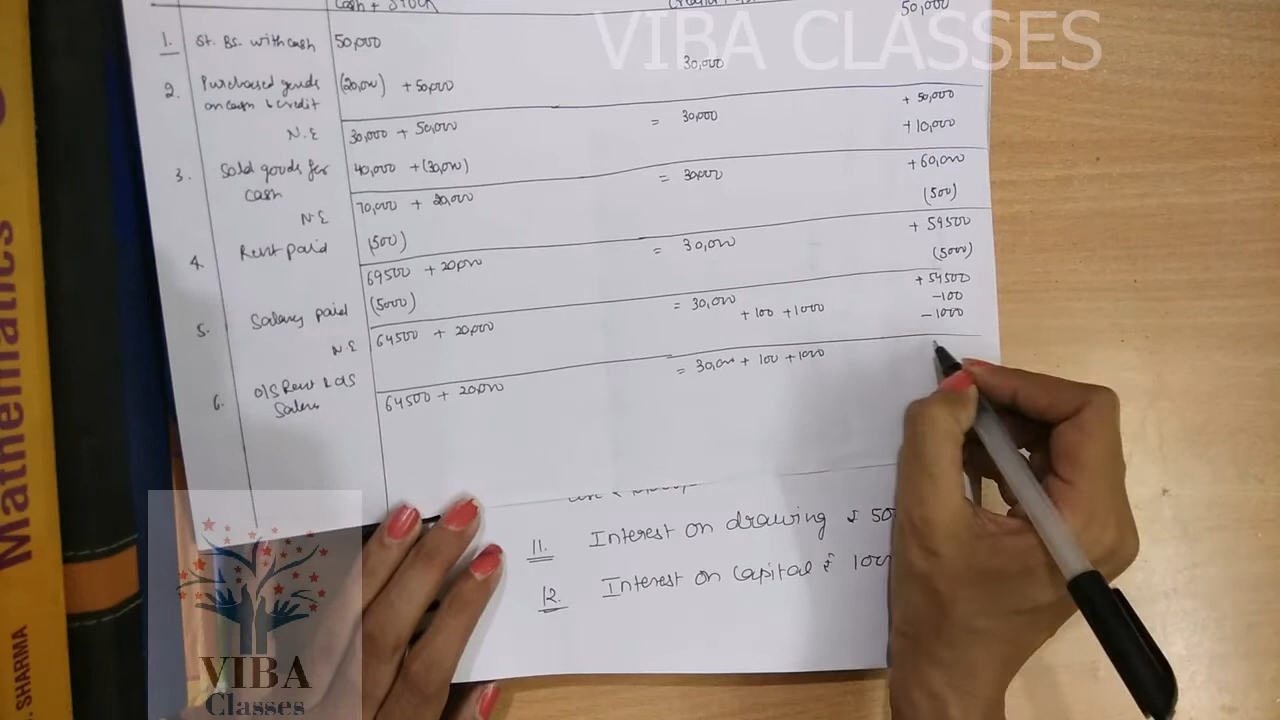 Cash + Stock
50,000
VIBA CLASSES
1. St. Bs. with cash 50,000
30,000
2. Purchased goods (20,000) + 50,000
on cash & credit
+ 50,000
N.E 30,000 + 50,000 = 30,000
+ 10,000
3. Sold goods for 40,000 + (30,000)
cash
+ 60,000
N.E 70,000 + 20,000 = 30,000
(500)
4. Rent paid (500)
+ 59500
69500 + 20,000 = 30,000
(5000)
5. Salary paid (5000)
+ 54500
N.E 64500 + 20,000 = 30,000
+ 100 + 1000
-100
-1000
6. O/S Rent & O/S
Salary
64500 + 20,000 = 30,000 + 100 + 1000
11. Interest on drawing ₹ 50
12. Interest on Capital ₹ 100
Mathematics
. SHARMA
VIBA
Classes